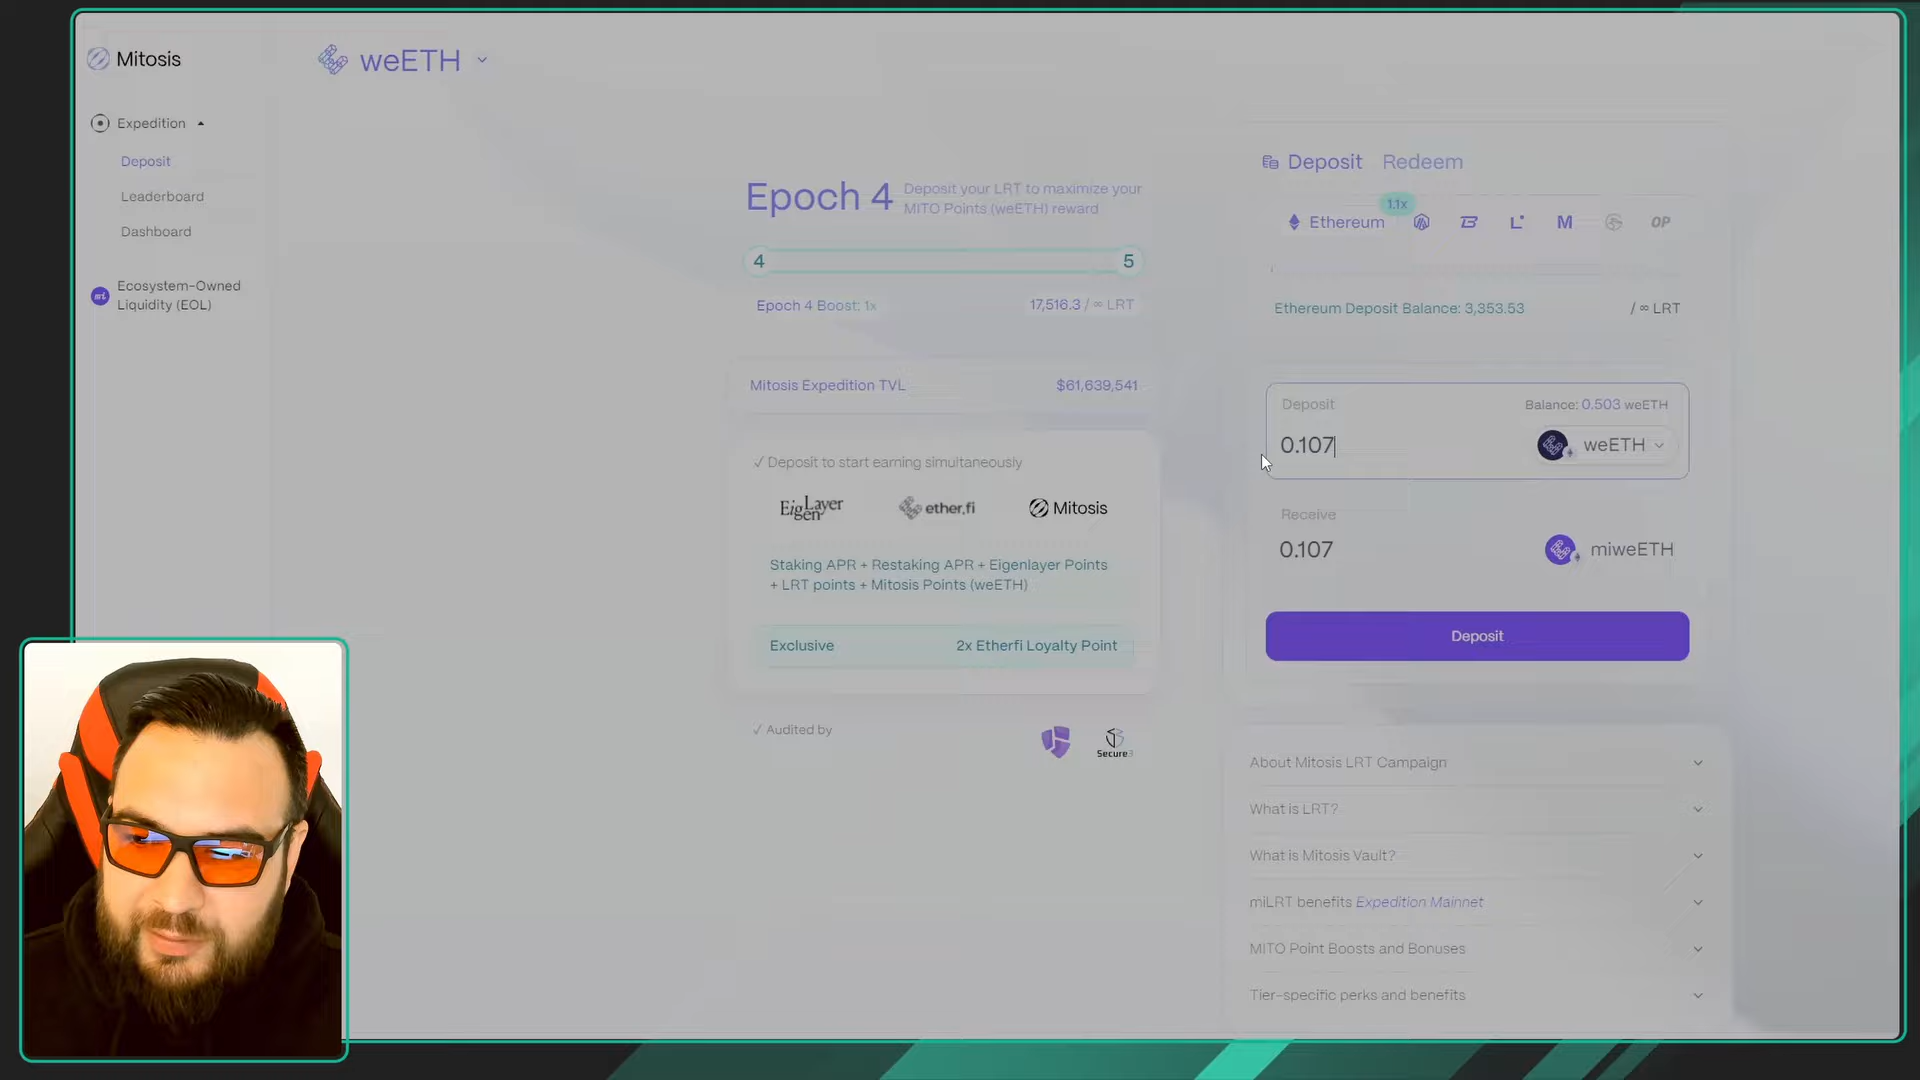 Mitosis
weETH
Expedition
Deposit
Leaderboard
Dashboard
Ecosystem-Owned
Liquidity (EOL)
Epoch 4
Deposit your LRT to maximize your
MITO Points (weETH) reward
4
5
Epoch 4 Boost: 1x
17,516.3 / ∞ LRT
Mitosis Expedition TVL
$61,639,541
✓ Deposit to start earning simultaneously
EigenLayer
ether.fi
Mitosis
Staking APR + Restaking APR + Eigenlayer Points
+ LRT points + Mitosis Points (weETH)
Exclusive
2x Etherfi Loyalty Point
✓ Audited by
Secure3
Deposit Redeem
1.1x
Ethereum
OP
Ethereum Deposit Balance: 3,353.53
/ ∞ LRT
Deposit
Balance: 0.503 weETH
0.107
weETH
Receive
0.107
miweETH
Deposit
About Mitosis LRT Campaign
What is LRT?
What is Mitosis Vault?
miLRT benefits Expedition Mainnet
MITO Point Boosts and Bonuses
Tier-specific perks and benefits